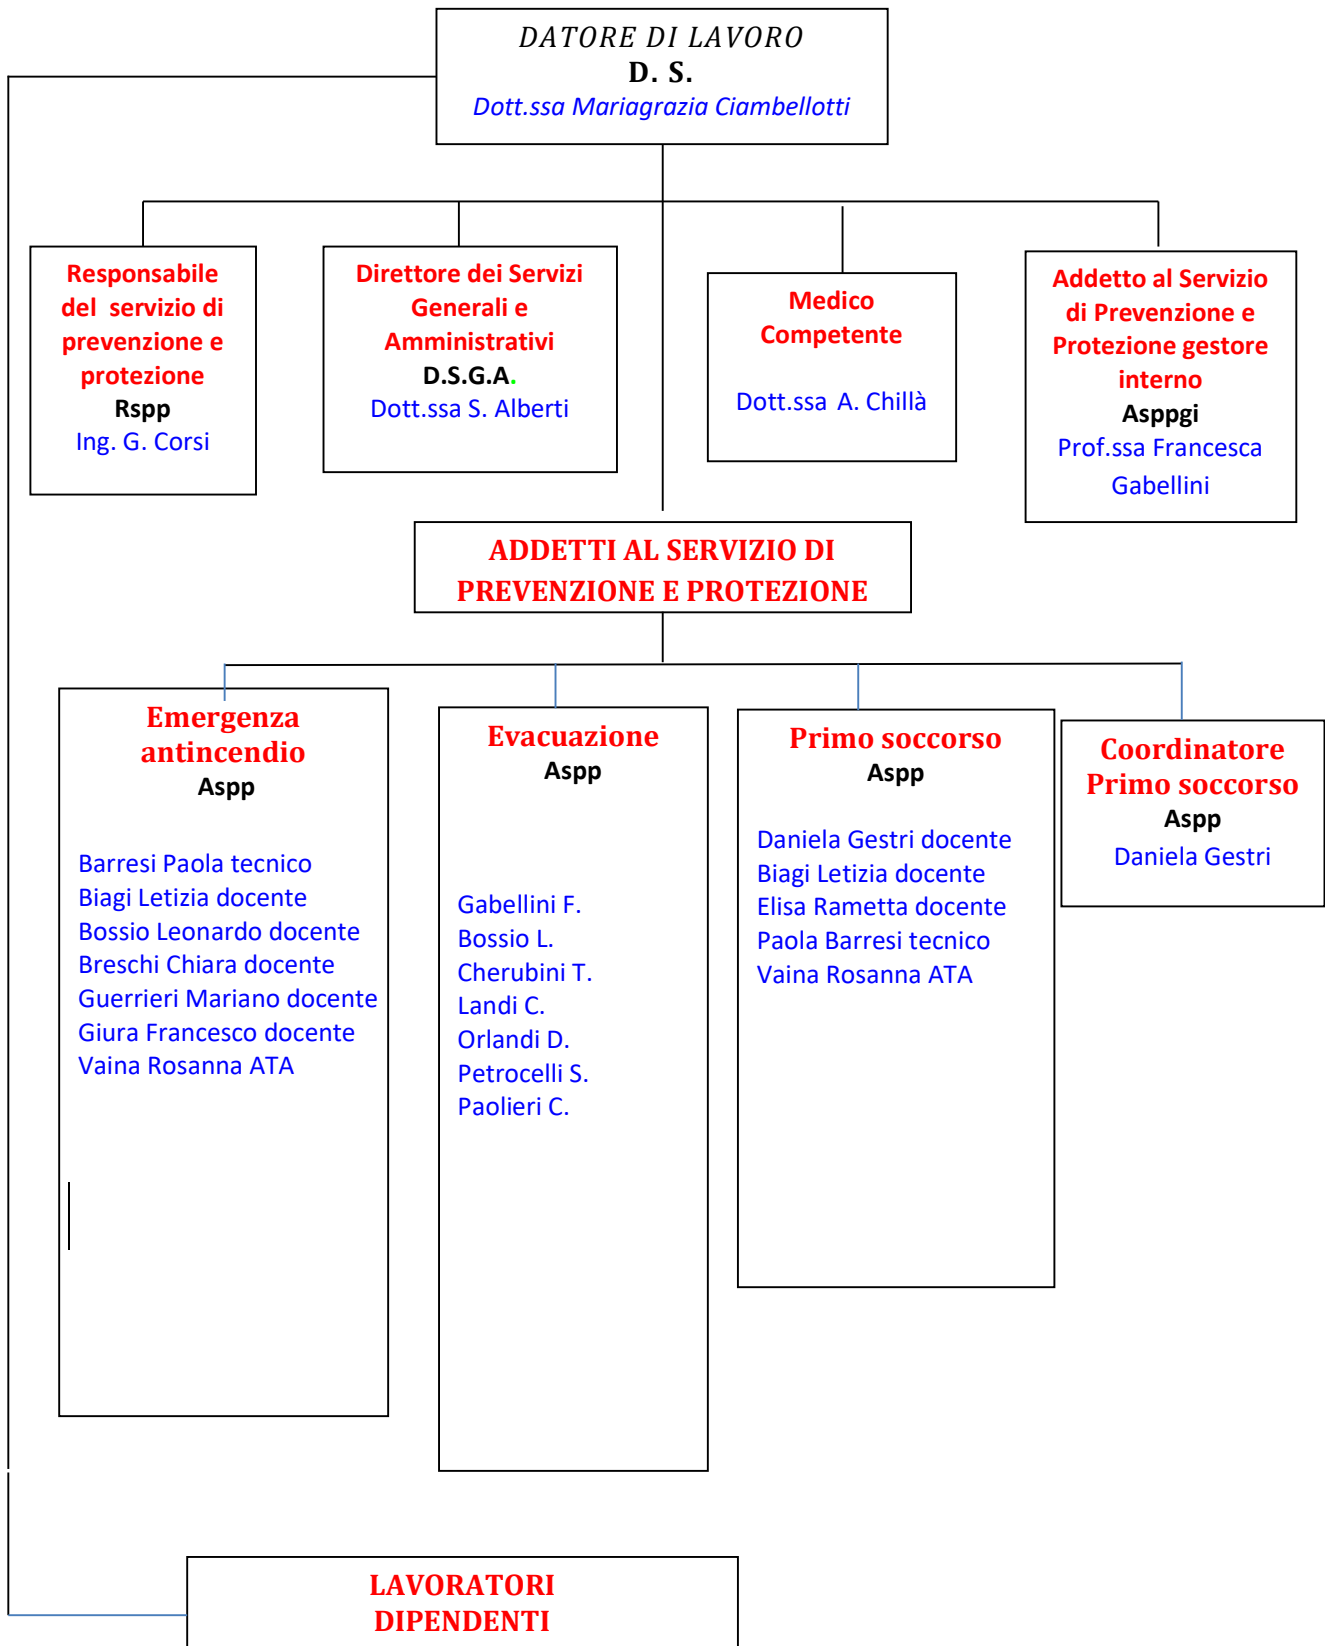 DATORE DI LAVORO
D. S.
Dott.ssa Mariagrazia Ciambellotti
Responsabile
del servizio di
prevenzione e
protezione
Rspp
Ing. G. Corsi
Direttore dei Servizi
Generali e
Amministrativi
D.S.G.A.
Dott.ssa S. Alberti
Medico
Competente
Dott.ssa A. Chillà
Addetto al Servizio
di Prevenzione e
Protezione gestore
interno
Asppgi
Prof.ssa Francesca
Gabellini
ADDETTI AL SERVIZIO DI
PREVENZIONE E PROTEZIONE
Emergenza
antincendio
Aspp
Barresi Paola tecnico
Biagi Letizia docente
Bossio Leonardo docente
Breschi Chiara docente
Guerrieri Mariano docente
Giura Francesco docente
Vaina Rosanna ATA
Evacuazione
Aspp
Gabellini F.
Bossio L.
Cherubini T.
Landi C.
Orlandi D.
Petrocelli S.
Paolieri C.
Primo soccorso
Aspp
Daniela Gestri docente
Biagi Letizia docente
Elisa Rametta docente
Paola Barresi tecnico
Vaina Rosanna ATA
Coordinatore
Primo soccorso
Aspp
Daniela Gestri
LAVORATORI
DIPENDENTI